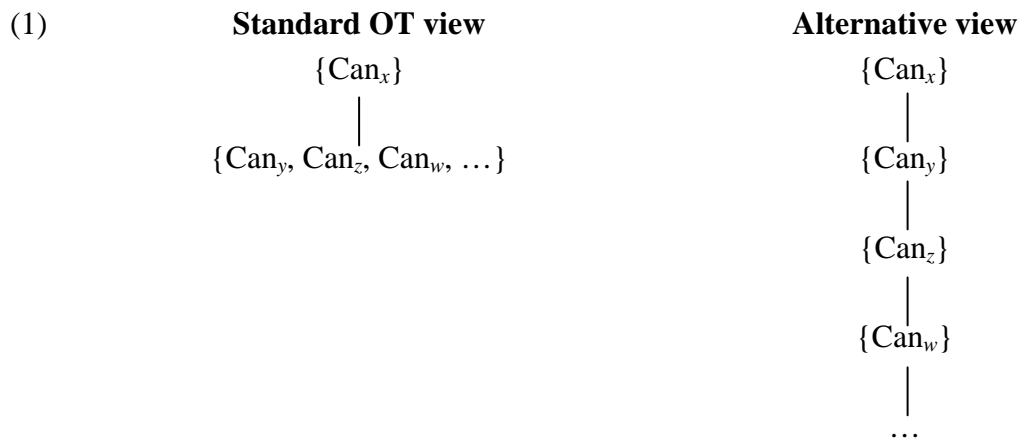 (1) Standard OT view Alternative view
{Canx} {Canx}
{Cany, Canz, Canw, …} {Cany}
{Canz}
{Canw}
…